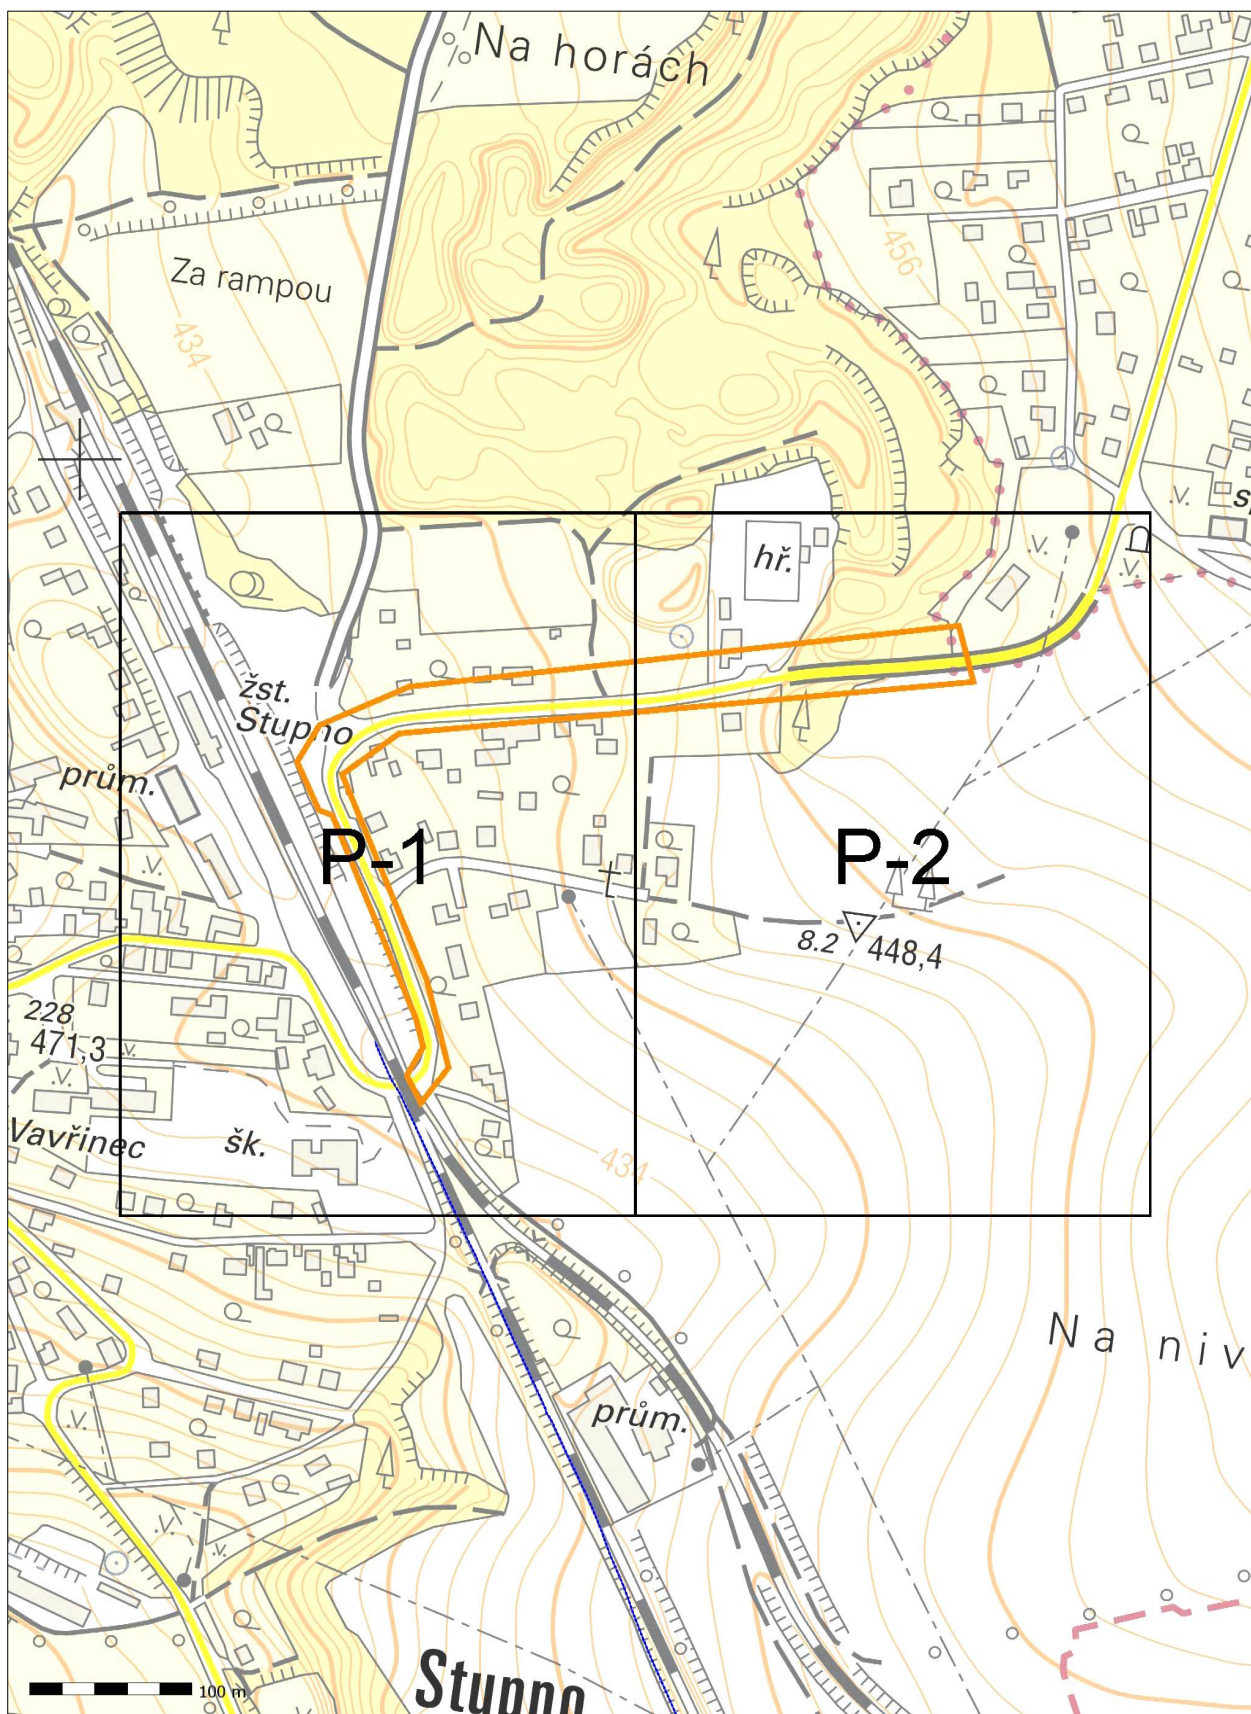 Na horách
456
Za rampou
434
hř.
žst.
Stupno
prům.
P-1
P-2
8.2
448,4
228
471,3
Vavřinec
šk.
434
Na niv
prům.
Stupno
100 m